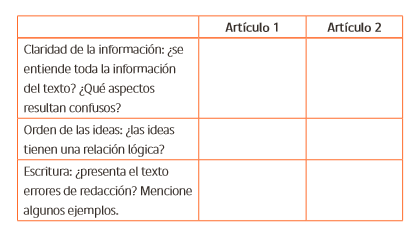 Artículo 1 Artículo 2
Claridad de la información: ¿se
entiende toda la información
del texto? ¿Qué aspectos
resultan confusos?
Orden de las ideas: ¿las ideas
tienen una relación lógica?
Escritura: ¿presenta el texto
errores de redacción? Mencione
algunos ejemplos.